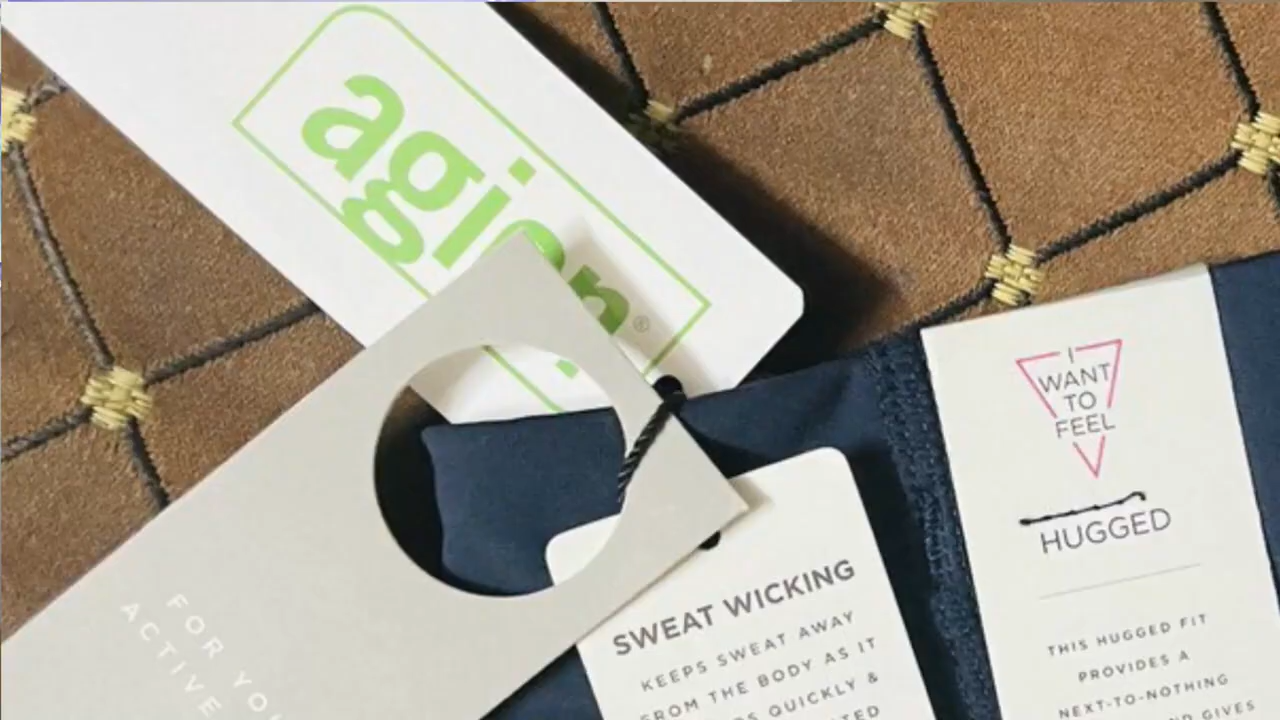 agion®
FOR YOU
ACTIVE
SWEAT WICKING
KEEPS SWEAT AWAY
FROM THE BODY AS IT
QUICKLY &
I
WANT
TO
FEEL
HUGGED
THIS HUGGED FIT
PROVIDES A
NEXT-TO-NOTHING
GIVES